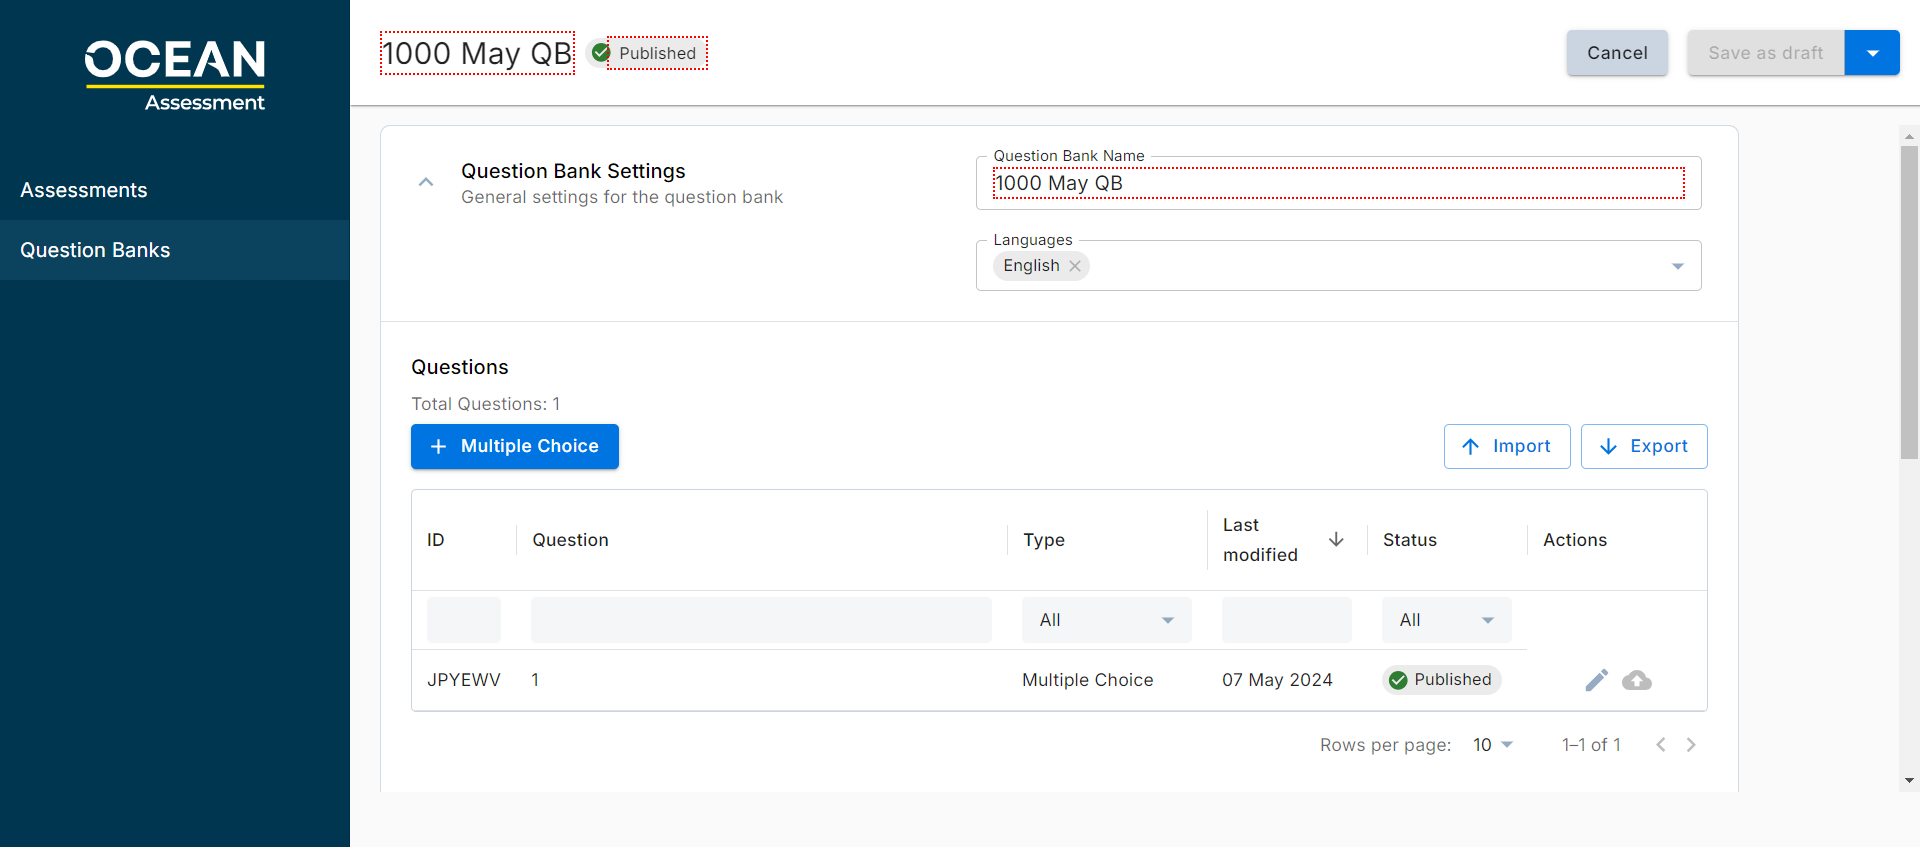 OCEAN
Assessment
Assessments
Question Banks
1000 May QB
Published
Cancel
Save as draft
Question Bank Settings
General settings for the question bank
Question Bank Name
1000 May QB
Languages
English
Questions
Total Questions: 1
Multiple Choice
Import
Export
ID
Question
Type
Last
modified
Status
Actions
All
All
JPYEWV
1
Multiple Choice
07 May 2024
Published
Rows per page:
10
1–1 of 1